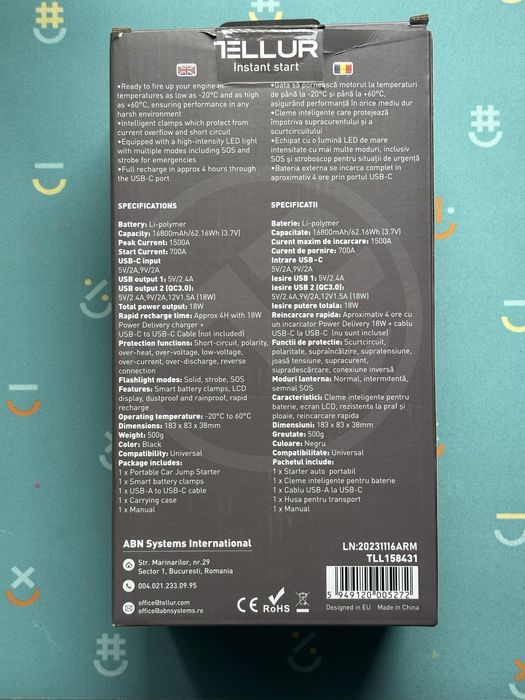 TELLUR
Instant start
•Ready to fire up your engine in
temperatures as low as -20°C and as high
as +60°C, ensuring performance in any
harsh environment
•Intelligent clamps which protect from
current overflow and short circuit
•Equipped with a high-intensity LED light
with multiple modes including SOS and
strobe for emergencies
•Full recharge in approx 4 hours through
the USB-C port
SPECIFICATIONS
Battery: Li-polymer
Capacity: 16800mAh/62.16Wh (3.7V)
Peak Current: 1500A
Start Current: 700A
USB-C input
5V/2A,9V/2A
USB output 1: 5V/2.4A
USB output 2 (QC3.0):
5V/2.4A,9V/2A,12V1.5A (18W)
Total power output: 18W
Rapid recharge time: Approx 4H with 18W
Power Delivery charger +
USB-C to USB-C Cable (not included)
Protection functions: Short-circuit, polarity,
over-heat, over-voltage, low-voltage,
over-current, over-discharge, reverse
connection
Flashlight modes: Solid, strobe, SOS
Features: Smart battery clamps, LCD
display, dustproof and rainproof, rapid
recharge
Operating temperature: -20°C to 60°C
Dimensions: 183 x 83 x 38mm
Weight: 500g
Color: Black
Compatibility: Universal
Package includes:
1 x Portable Car Jump Starter
1 x Smart battery clamps
1 x USB-A to USB-C cable
1 x Carrying case
1 x Manual
•Gata să pornească motorul la temperaturi
de până la -20°C și până la +60°C,
asigurând performanță în orice mediu dur
•Cleme inteligente care protejează
împotriva supracurentului și a
scurtcircuitului
•Echipat cu o lumină LED de mare
intensitate cu mai multe moduri, inclusiv
SOS și stroboscop pentru situații de urgență
•Bateria externa se incarca complet in
aproximativ 4 ore prin portul USB-C
SPECIFICATII
Baterie: Li-polymer
Capacitate: 16800mAh/62.16Wh (3.7V)
Curent maxim de incarcare: 1500A
Curent de pornire: 700A
Intrare USB-C
5V/2A,9V/2A
Iesire USB 1: 5V/2.4A
Iesire USB 2 (QC3.0):
5V/2.4A,9V/2A,12V1.5A (18W)
Iesire putere totala: 18W
Reincarcare rapida: Aproximativ 4 ore cu
un incarcator Power Delivery 18W + cablu
USB-C la USB-C (nu sunt incluse)
Functii de protectie: Scurtcircuit,
polaritate, supraîncălzire, supratensiune,
joasă tensiune, supracurent,
supradescărcare, conexiune inversă
Moduri lanterna: Normal, intermitentă,
semnal SOS
Caracteristici: Cleme inteligente pentru
baterie, ecran LCD, rezistenta la praf și
ploaie, reincarcare rapida
Dimensiuni: 183 x 83 x 38mm
Greutate: 500g
Culoare: Negru
Compatibilitate: Universal
Pachetul include:
1 x Starter auto portabil
1 x Cleme inteligente pentru baterie
1 x Cablu USB-A la USB-C
1 x Husa pentru transport
1 x Manual
ABN Systems International
Str. Marinarilor, nr.29
Sector 1, Bucuresti, Romania
004.021.233.09.95
office@tellur.com
office@abnsystems.ro
CE RoHS
LN:20231116ARM
TLL158431
5 949120 005272
Designed in EU Made in China